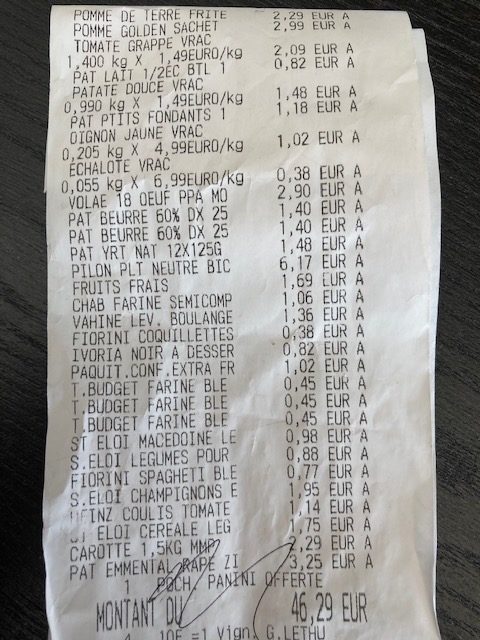 POMME DE TERRE FRITE 2,29 EUR A
POMME GOLDEN SACHET 2,99 EUR A
TOMATE GRAPPE VRAC
1,400 kg X 1,49EURO/kg 2,09 EUR A
PAT LAIT 1/2EC BTL 1 0,82 EUR A
PATATE DOUCE VRAC
0,990 kg X 1,49EURO/kg 1,48 EUR A
PAT PTITS FONDANTS 1 1,18 EUR A
OIGNON JAUNE VRAC
0,205 kg X 4,99EURO/kg 1,02 EUR A
ECHALOTE VRAC
0,055 kg X 6,99EURO/kg 0,38 EUR A
VOLAE 18 OEUF PPA MO 2,90 EUR A
PAT BEURRE 60% DX 25 1,40 EUR A
PAT BEURRE 60% DX 25 1,40 EUR A
PAT YRT NAT 12X125G 1,48 EUR A
PILON PLT NEUTRE BIC 6,17 EUR A
FRUITS FRAIS 1,69 EUR A
CHAB FARINE SEMICOMP 1,06 EUR A
VAHINE LEV. BOULANGE 1,36 EUR A
FIORINI COQUILLETTES 0,38 EUR A
IVORIA NOIR A DESSER 0,82 EUR A
PAQUIT.CONF.EXTRA FR 1,02 EUR A
T.BUDGET FARINE BLE 0,45 EUR A
T.BUDGET FARINE BLE 0,45 EUR A
T.BUDGET FARINE BLE 0,45 EUR A
ST ELOI MACEDOINE LE 0,98 EUR A
S.ELOI LEGUMES POUR 0,88 EUR A
FIORINI SPAGHETI BLE 0,77 EUR A
S.ELOI CHAMPIGNONS E 1,95 EUR A
HEINZ COULIS TOMATE 1,14 EUR A
ST ELOI CEREALE LEG 1,75 EUR A
CAROTTE 1,5KG MMP 2,29 EUR A
PAT EMMENTAL RAPE ZI 3,25 EUR A
1 POCH. PANINI OFFERTE
MONTANT DU 46,29 EUR
10E =1 Vign. G.LETHU